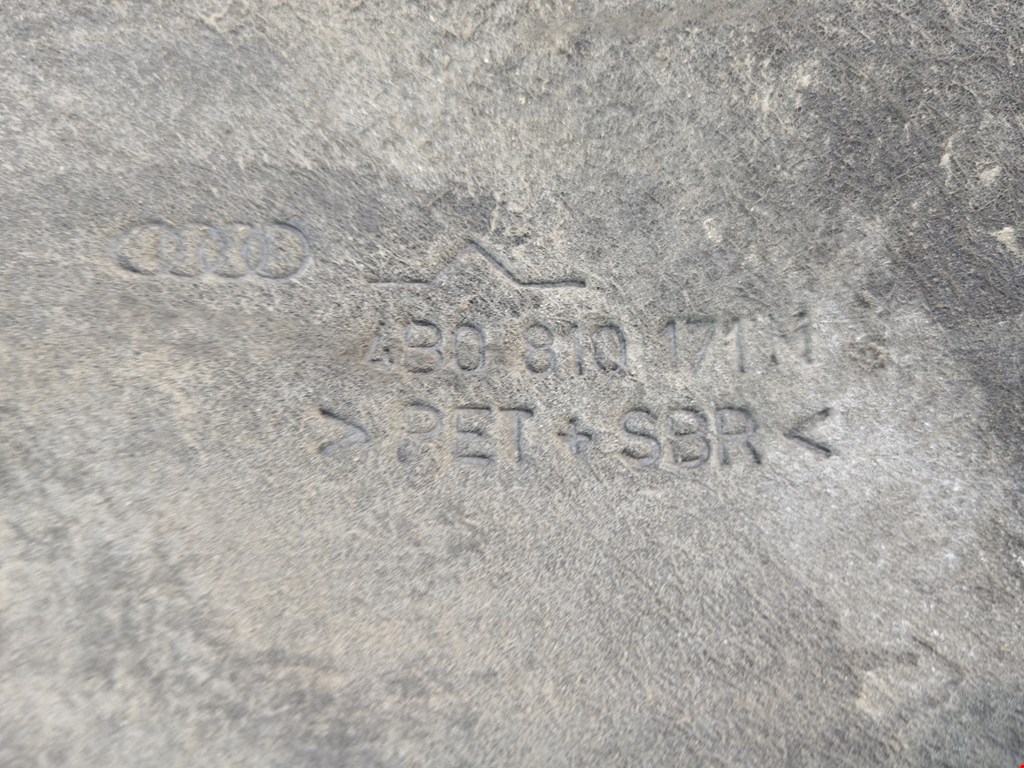 4B0 810 171
> PET + SBR <